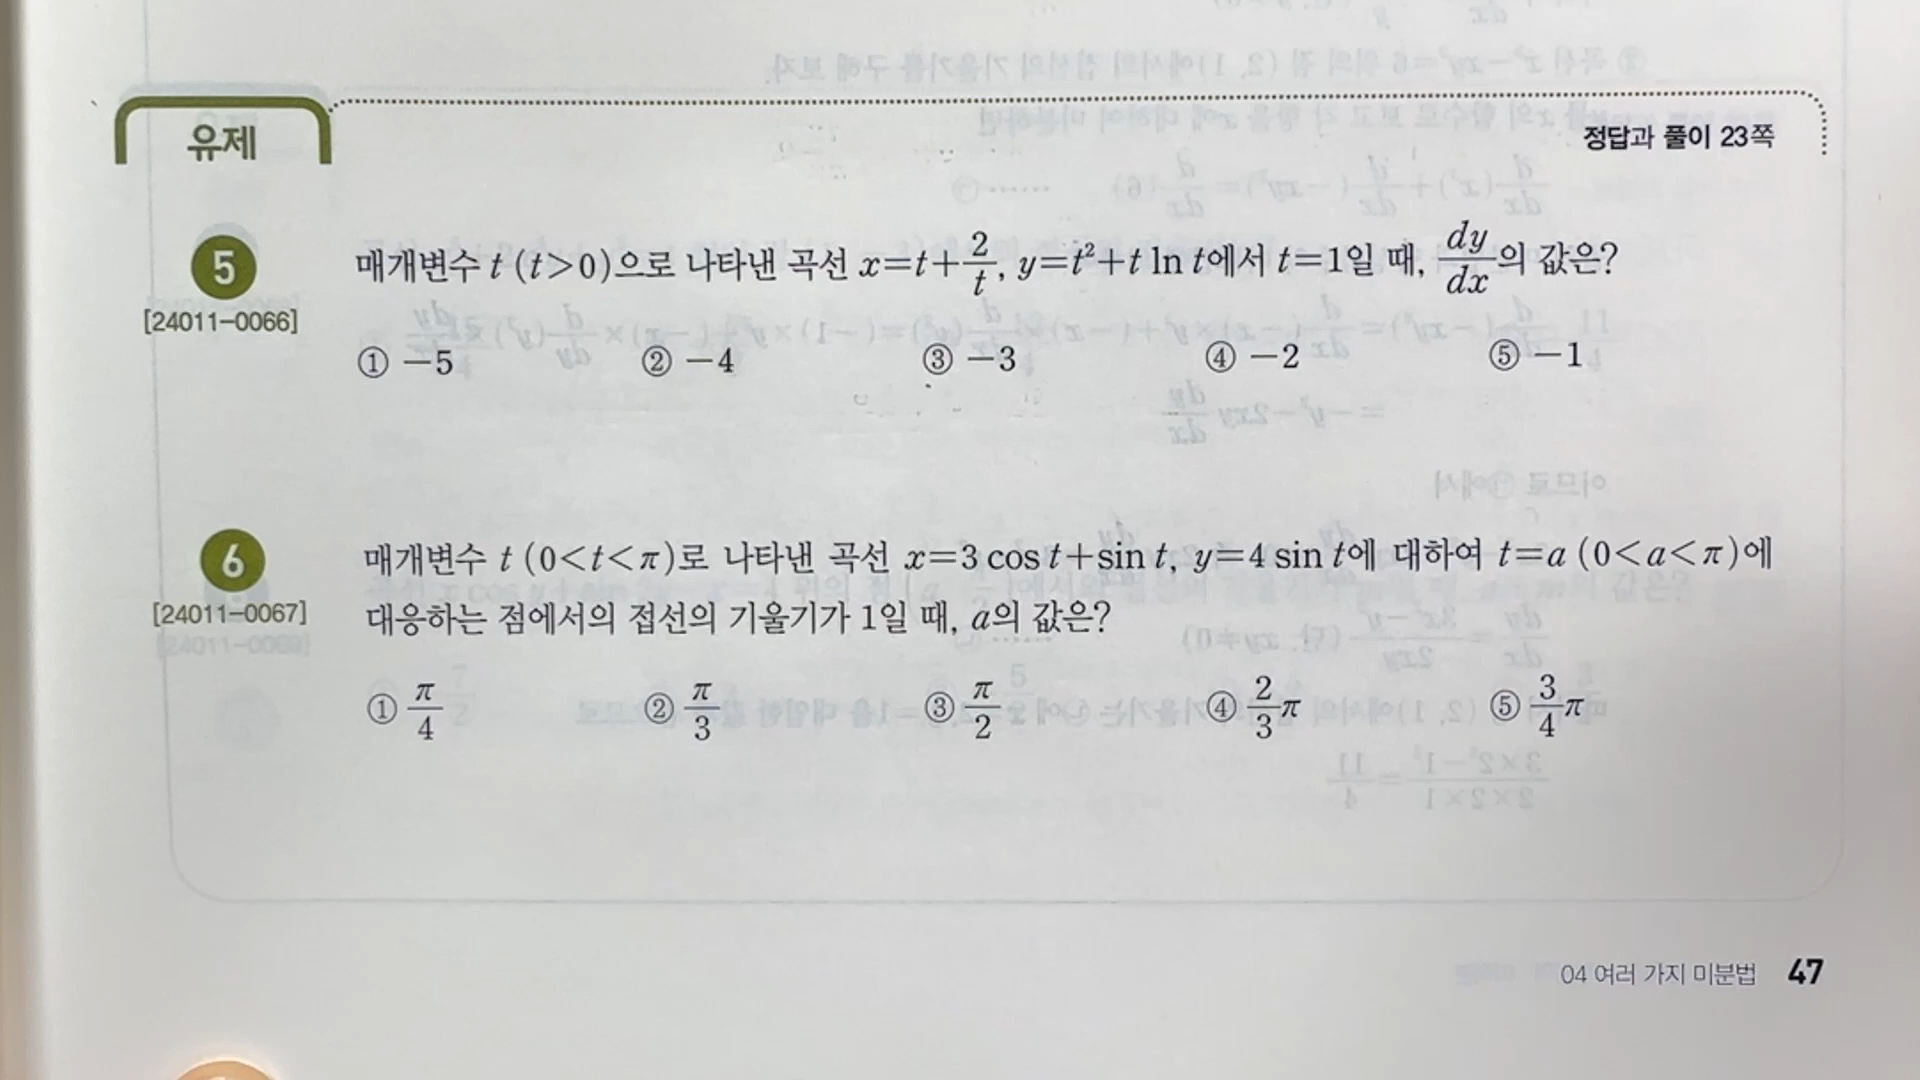 유제
정답과 풀이 23쪽
5 매개변수 t (t>0)으로 나타낸 곡선 x=t+2/t, y=t²+t ln t에서 t=1일 때, dy/dx의 값은?
[24011-0066]
① −5 ② −4 ③ −3 ④ −2 ⑤ −1
6 매개변수 t (0<t<π)로 나타낸 곡선 x=3 cos t+sin t, y=4 sin t에 대하여 t=a (0<a<π)에
[24011-0067] 대응하는 점에서의 접선의 기울기가 1일 때, a의 값은?
① π/4 ② π/3 ③ π/2 ④ 2/3π ⑤ 3/4π
04 여러 가지 미분법 47